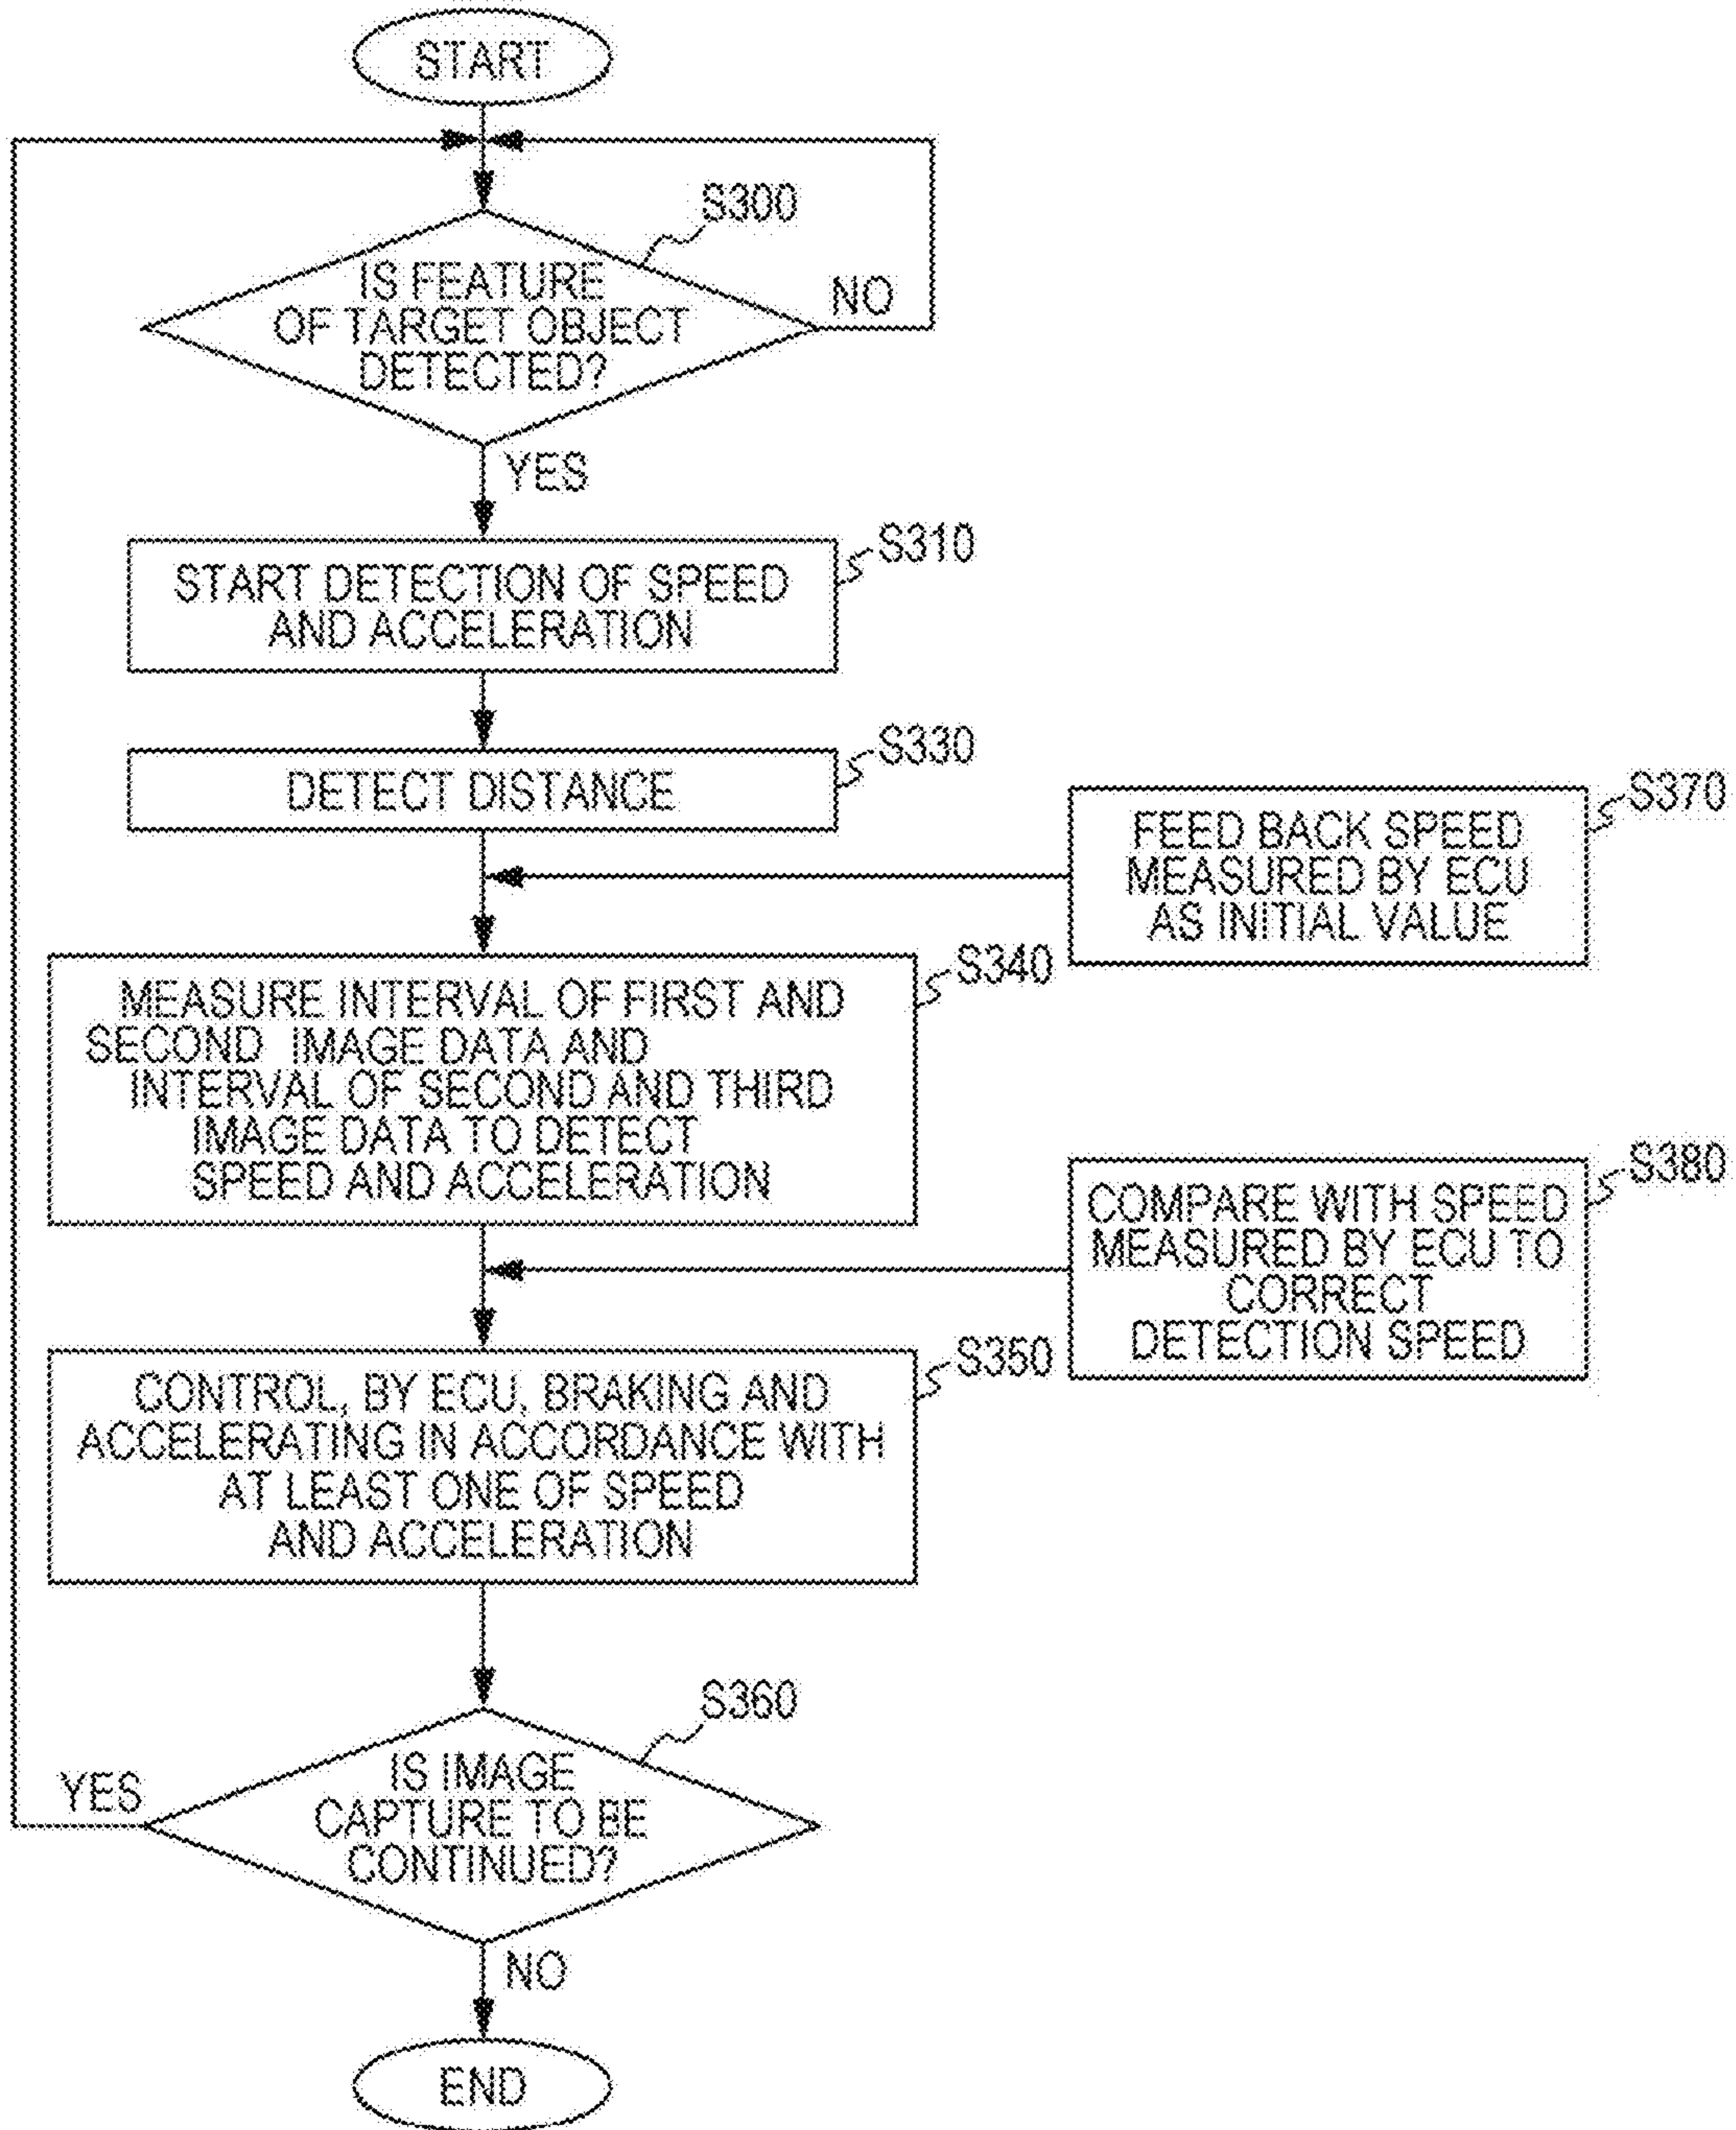 START
S300
IS FEATURE
OF TARGET OBJECT
DETECTED?
NO
YES
S310
START DETECTION OF SPEED
AND ACCELERATION
S330
DETECT DISTANCE
S370
FEED BACK SPEED
MEASURED BY ECU
AS INITIAL VALUE
S340
MEASURE INTERVAL OF FIRST AND
SECOND IMAGE DATA AND
INTERVAL OF SECOND AND THIRD
IMAGE DATA TO DETECT
SPEED AND ACCELERATION
S380
COMPARE WITH SPEED
MEASURED BY ECU TO
CORRECT
DETECTION SPEED
S350
CONTROL, BY ECU, BRAKING AND
ACCELERATING IN ACCORDANCE WITH
AT LEAST ONE OF SPEED
AND ACCELERATION
S360
IS IMAGE
CAPTURE TO BE
CONTINUED?
YES
NO
END